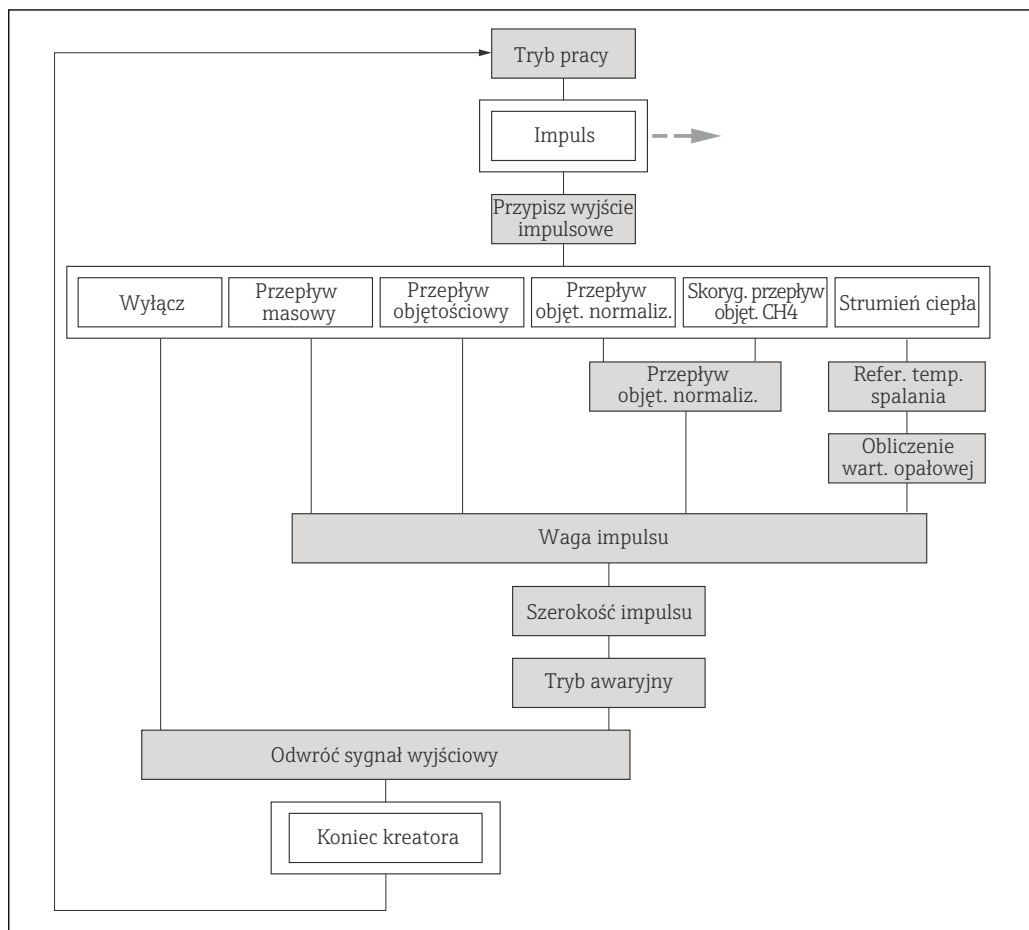 Tryb pracy
Impuls
Przypisz wyjście
impulsowe
Wyłącz
Przepływ
masowy
Przepływ
objętościowy
Przepływ
objęt. normaliz.
Skoryg. przepływ
objęt. CH4
Strumień ciepła
Przepływ
objęt. normaliz.
Refer. temp.
spalania
Obliczenie
wart. opałowej
Waga impulsu
Szerokość impulsu
Tryb awaryjny
Odwróć sygnał wyjściowy
Koniec kreatora